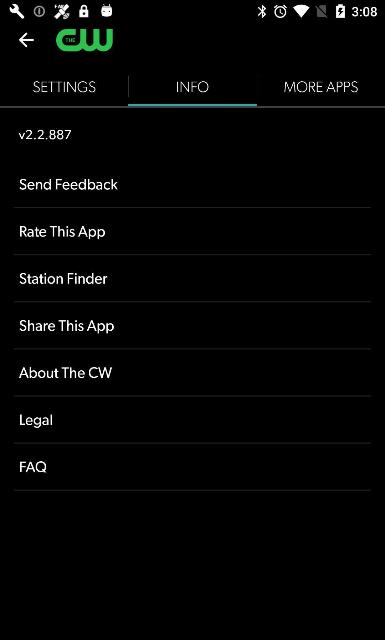 3:08
THE CW
SETTINGS INFO MORE APPS
v2.2.887
Send Feedback
Rate This App
Station Finder
Share This App
About The CW
Legal
FAQ